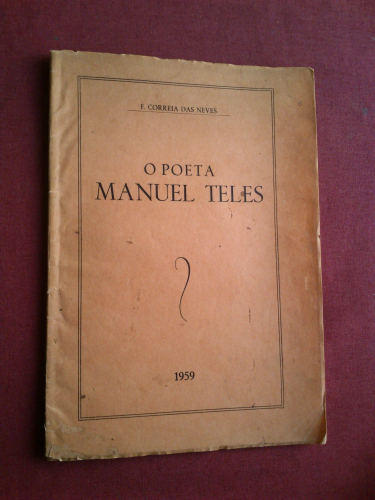 F. CORREIA DAS NEVES
O POETA
MANUEL TELES
1959